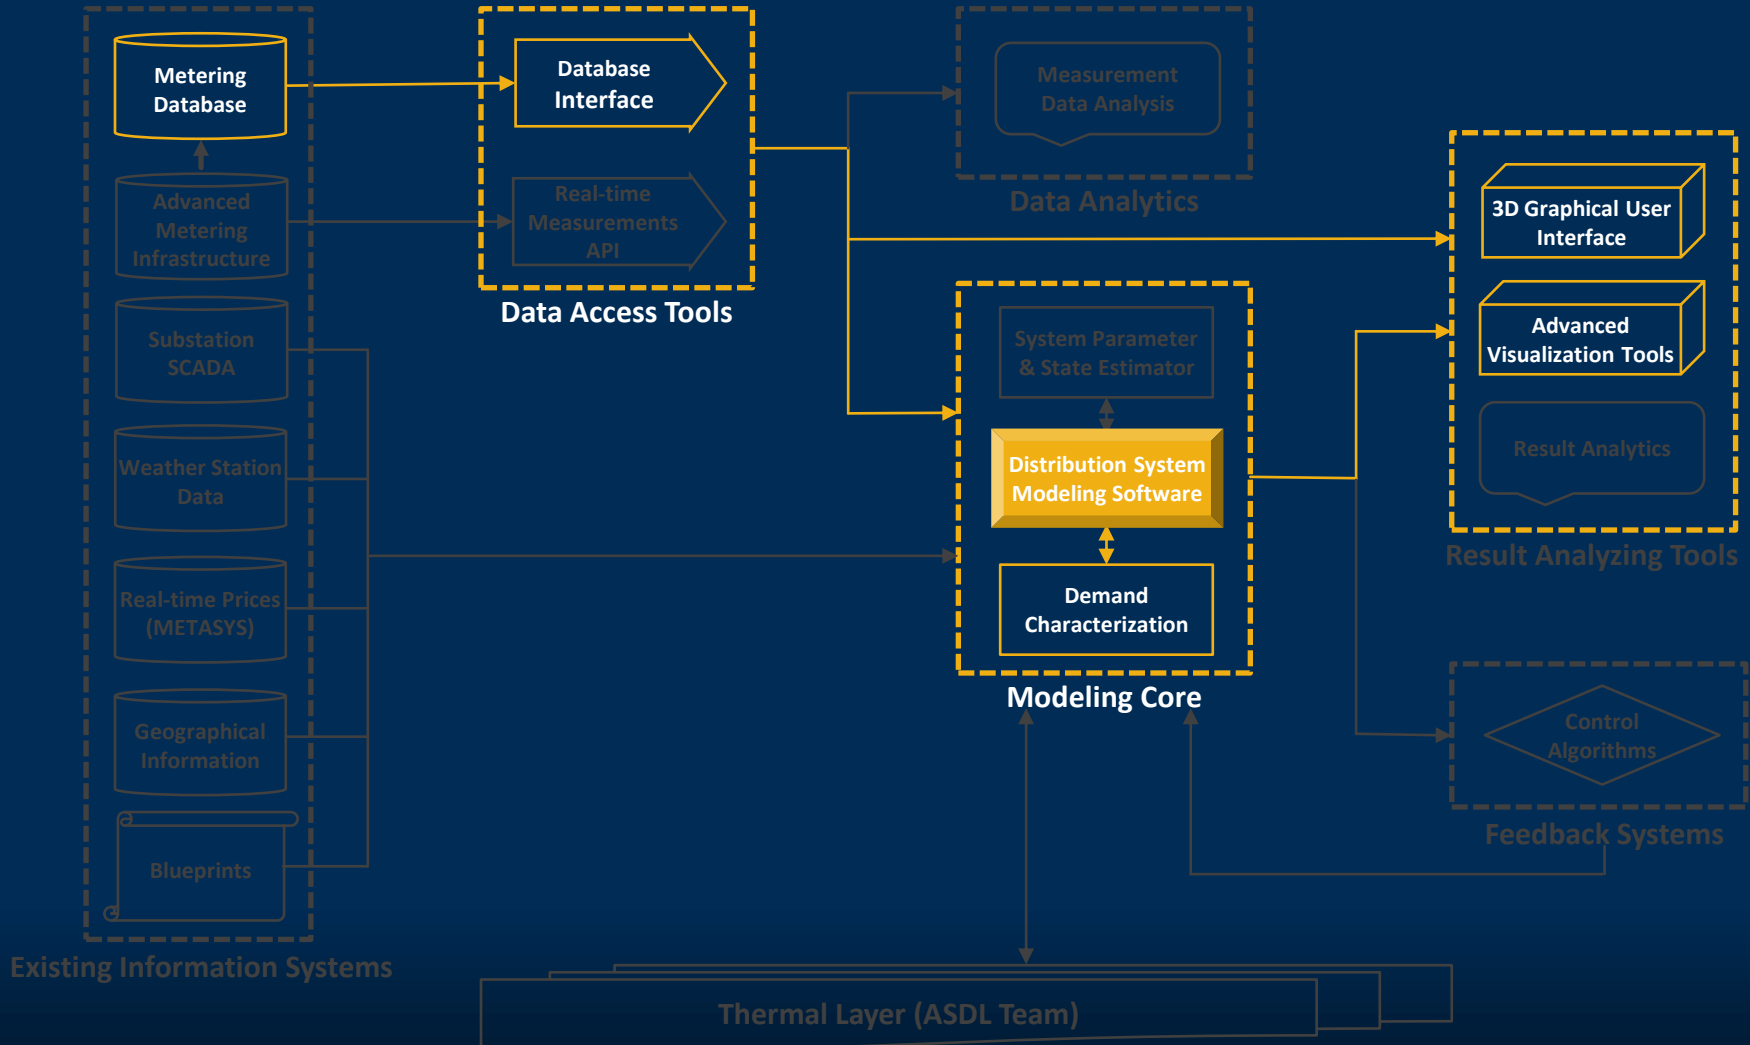 Metering
Database
Advanced
Metering
Infrastructure
Substation
SCADA
Weather Station
Data
Real-time Prices
(METASYS)
Geographical
Information
Blueprints
Existing Information Systems
Database
Interface
Real-time
Measurements
API
Data Access Tools
Measurement
Data Analysis
Data Analytics
System Parameter
& State Estimator
Distribution System
Modeling Software
Demand
Characterization
Modeling Core
3D Graphical User
Interface
Advanced
Visualization Tools
Result Analytics
Result Analyzing Tools
Control
Algorithms
Feedback Systems
Thermal Layer (ASDL Team)